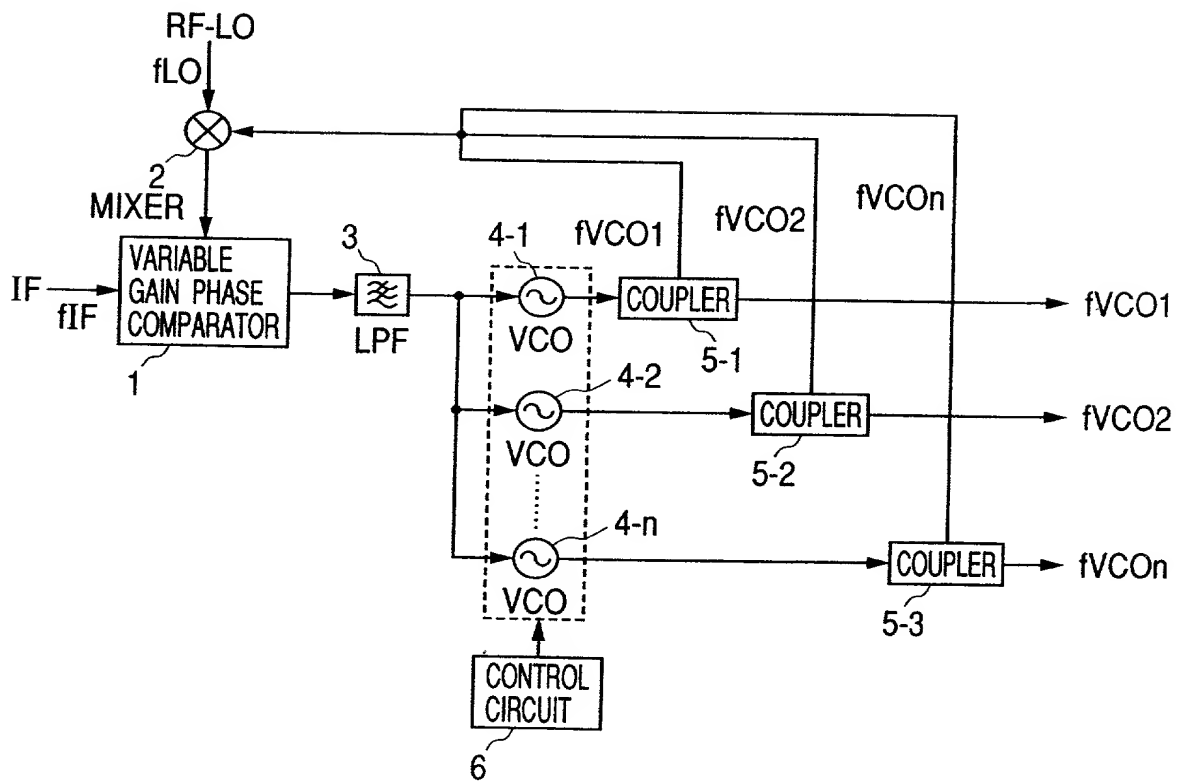 RF-LO
fLO
2
MIXER
fVCO1
fVCO2
fVCOn
IF
fIF
VARIABLE
GAIN PHASE
COMPARATOR
1
3
LPF
4-1
VCO
COUPLER
5-1
fVCO1
4-2
VCO
COUPLER
5-2
fVCO2
4-n
VCO
COUPLER
5-3
fVCOn
CONTROL
CIRCUIT
6